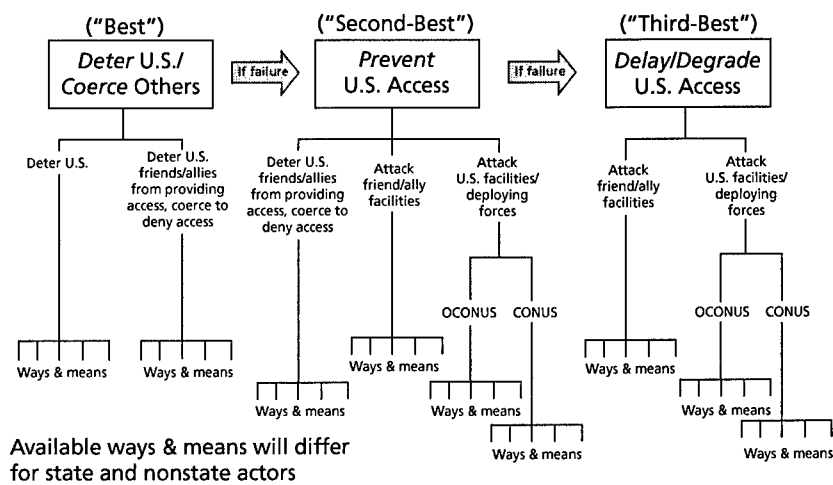 ("Best")
Deter U.S./
Coerce Others
If failure
("Second-Best")
Prevent
U.S. Access
If failure
("Third-Best")
Delay/Degrade
U.S. Access
Deter U.S.
Deter U.S.
friends/allies
from providing
access, coerce to
deny access
Deter U.S.
friends/allies
from providing
access, coerce to
deny access
Attack
friend/ally
facilities
Attack
U.S. facilities/
deploying
forces
Attack
friend/ally
facilities
Attack
U.S. facilities/
deploying
forces
OCONUS
CONUS
OCONUS
CONUS
Ways & means
Ways & means
Ways & means
Ways & means
Ways & means
Ways & means
Ways & means
Ways & means
Ways & means
Available ways & means will differ
for state and nonstate actors